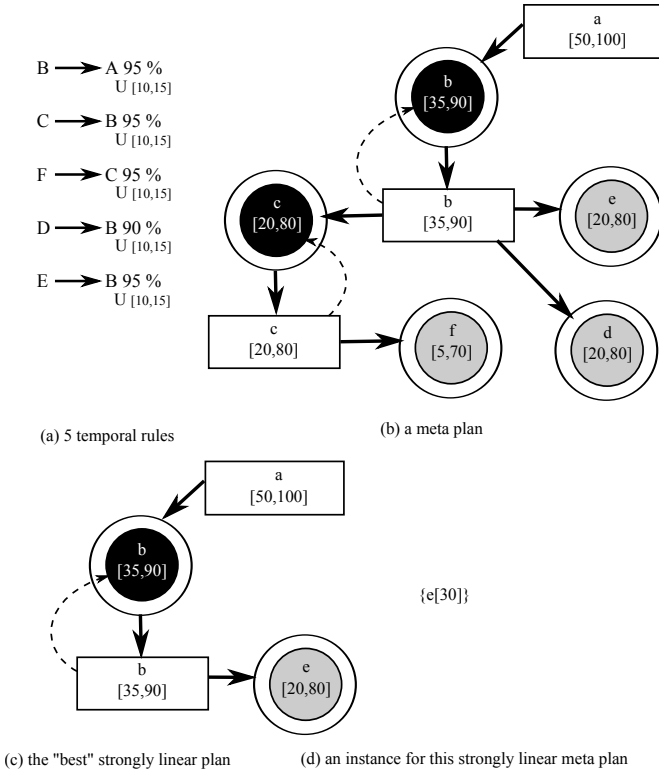 B A 95 %
U [10,15]
C B 95 %
U [10,15]
F C 95 %
U [10,15]
D B 90 %
U [10,15]
E B 95 %
U [10,15]
(a) 5 temporal rules
a
[50,100]
b
[35,90]
b
[35,90]
c
[20,80]
e
[20,80]
c
[20,80]
f
[5,70]
d
[20,80]
(b) a meta plan
a
[50,100]
b
[35,90]
b
[35,90]
e
[20,80]
(c) the "best" strongly linear plan
{e[30]}
(d) an instance for this strongly linear meta plan